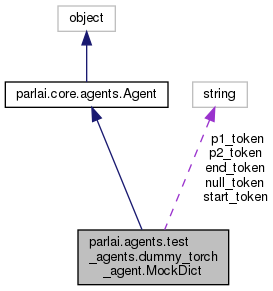 object
string
parlai.core.agents.Agent
p1_token
p2_token
end_token
null_token
start_token
parlai.agents.test
_agents.dummy_torch
_agent.MockDict